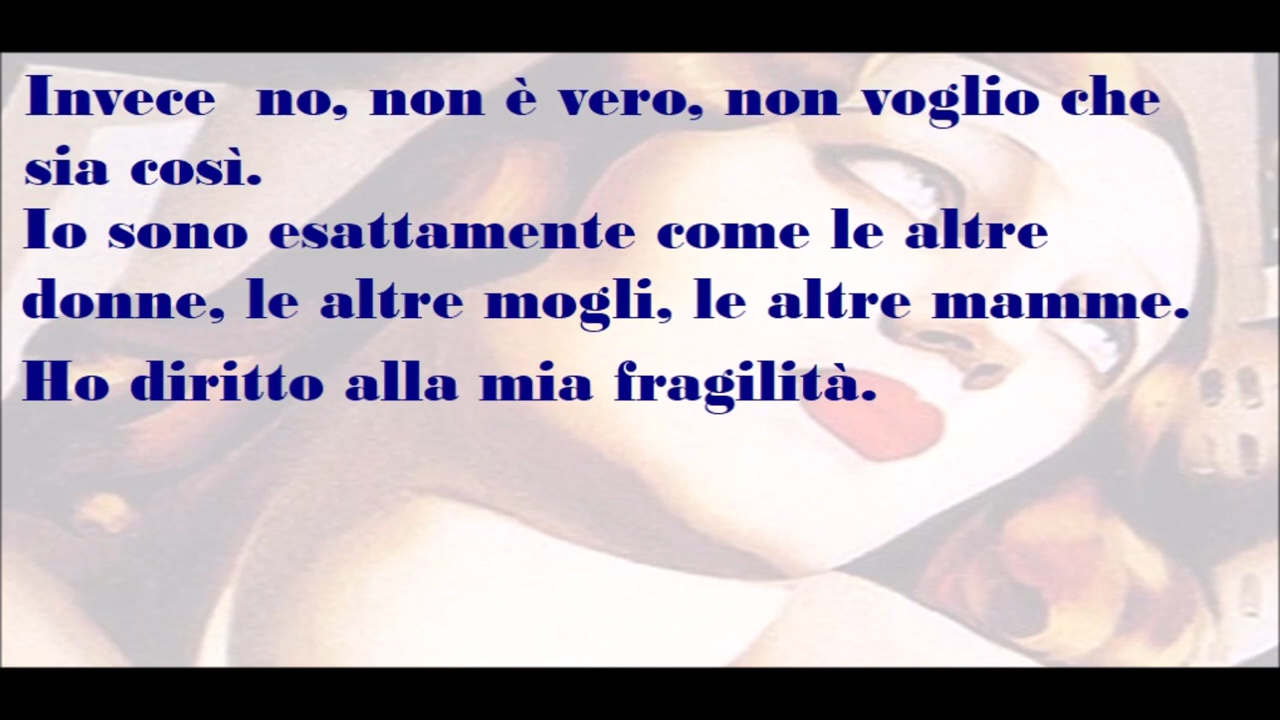 Invece  no, non è vero, non voglio che
sia così.
Io sono esattamente come le altre
donne, le altre mogli, le altre mamme.
Ho diritto alla mia fragilità.